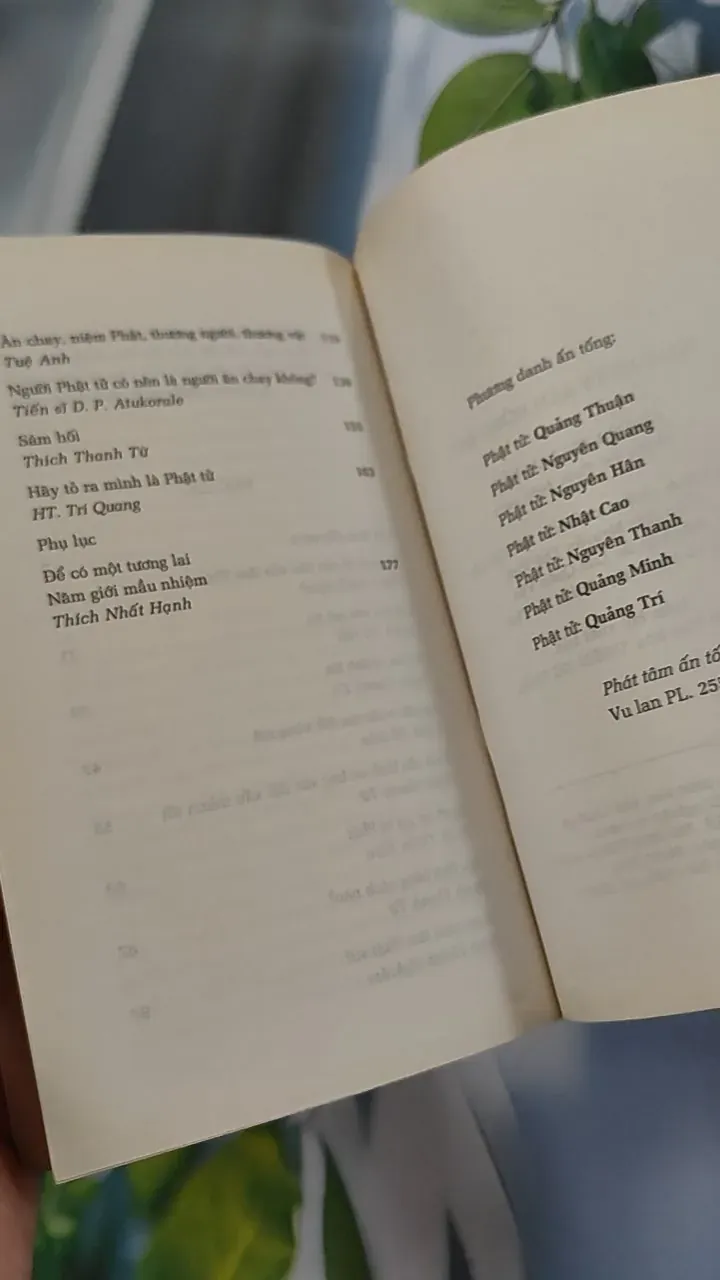 Ăn chay, niệm Phật, thương người, thương vật
Tuệ Anh
Người Phật tử có nên là người ăn chay không?
Tiến sĩ D. P. Atukorale
Sám hối
Thích Thanh Từ
Hãy tỏ ra mình là Phật tử 163
HT. Trí Quang
Phụ lục
Để có một tương lai
Năm giới mầu nhiệm 177
Thích Nhất Hạnh
Phương danh ấn tống:
Phật tử: Quảng Thuận
Phật tử: Nguyên Quang
Phật tử: Nguyên Hân
Phật tử: Nhật Cao
Phật tử: Nguyên Thanh
Phật tử: Quảng Minh
Phật tử: Quảng Trí
Phát tâm ấn
Vu lan PL.